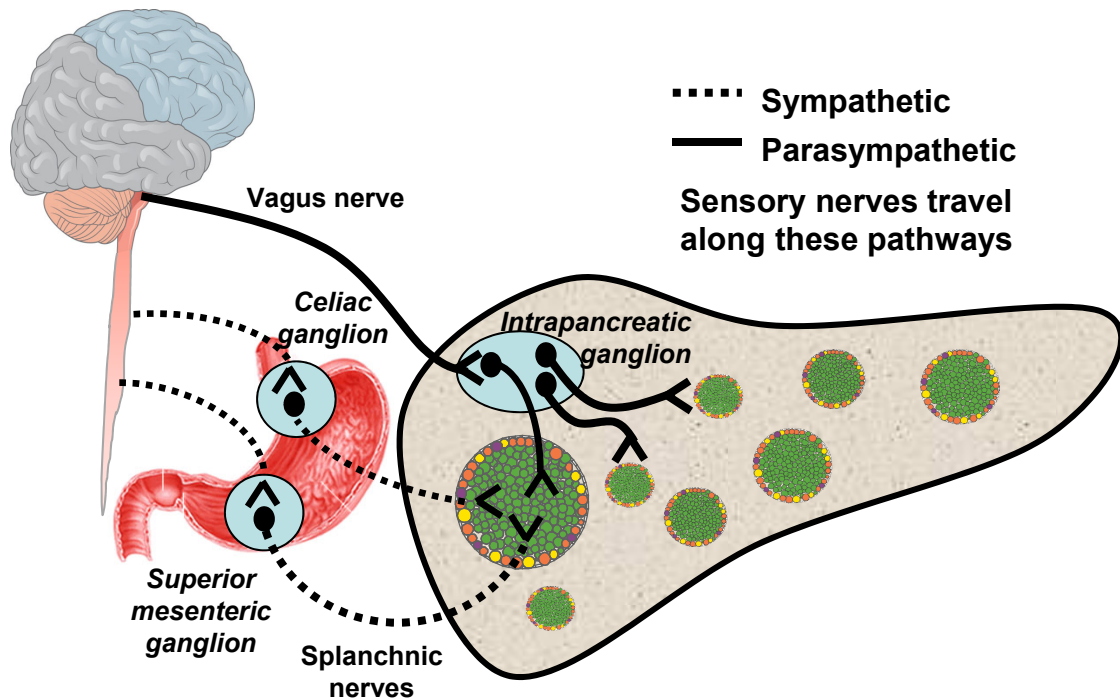 Sympathetic
Parasympathetic
Sensory nerves travel
along these pathways
Vagus nerve
Celiac
ganglion
Intrapancreatic
ganglion
Superior
mesenteric
ganglion
Splanchnic
nerves